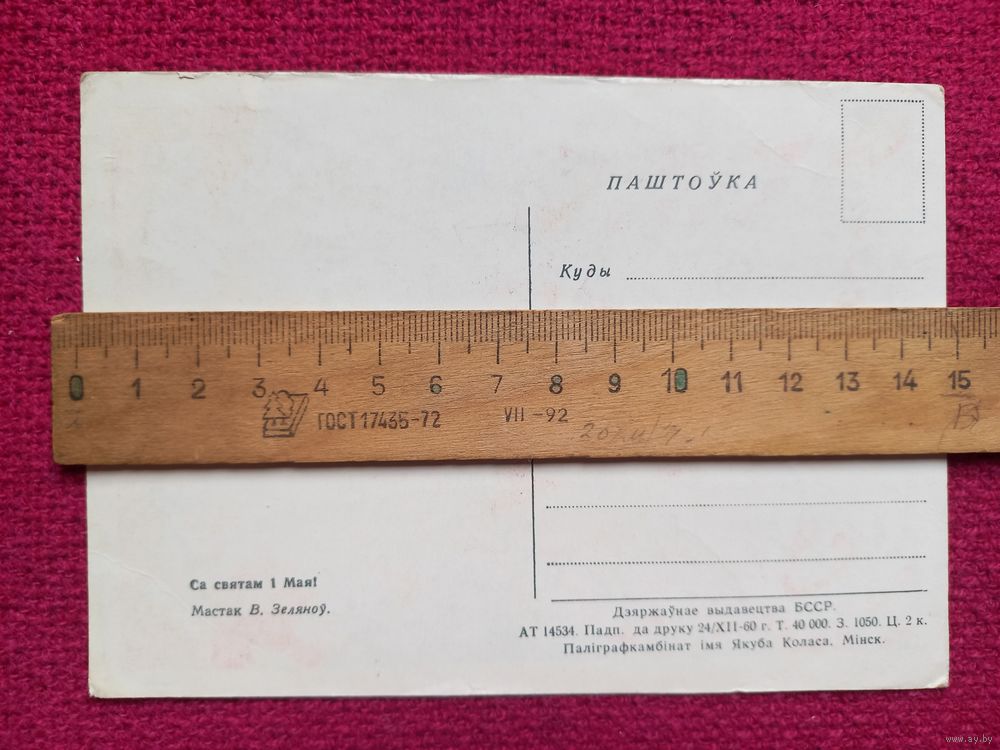 ПАШТОЎКА
Куды
0 1 2 3 4 5 6 7 8 9 10 11 12 13 14 15
ГОСТ 17435-72 VII-92
Са святам 1 Мая!
Мастак В. Зеляноў.
Дзяржаўнае выдавецтва БССР.
АТ 14534. Падп. да друку 24/XII-60 г. Т. 40 000. З. 1050. Ц. 2 к.
Паліграфкамбінат імя Якуба Коласа. Мінск.
www.ay.by